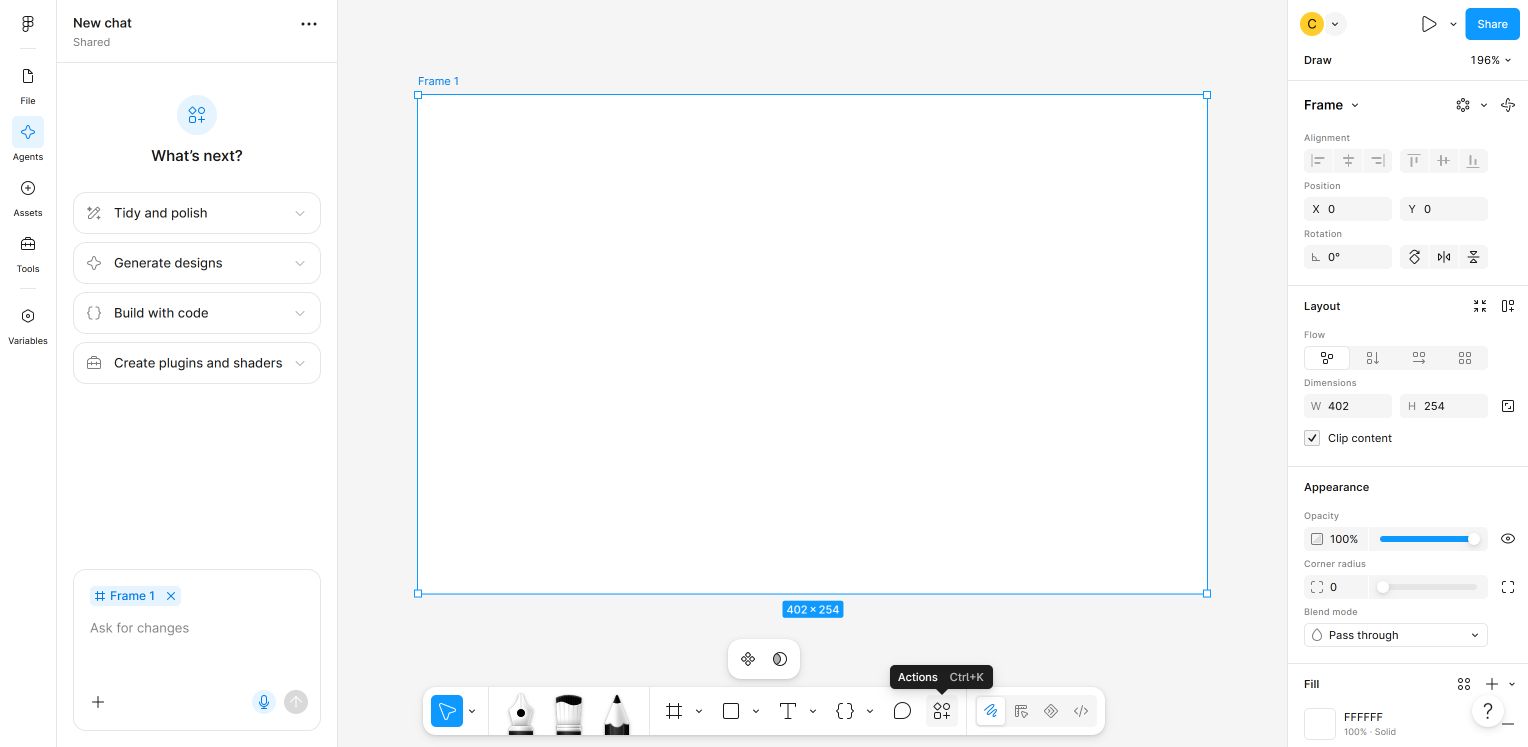 File
Agents
Assets
Tools
Variables
New chat
Shared
What's next?
Tidy and polish
Generate designs
Build with code
Create plugins and shaders
Frame 1
Ask for changes
Frame 1
402 × 254
Actions Ctrl+K
C
Share
Draw
196%
Frame
Alignment
Position
X 0
Y 0
Rotation
0°
Layout
Flow
Dimensions
W 402
H 254
Clip content
Appearance
Opacity
100%
Corner radius
0
Blend mode
Pass through
Fill
FFFFFF
100% · Solid
?